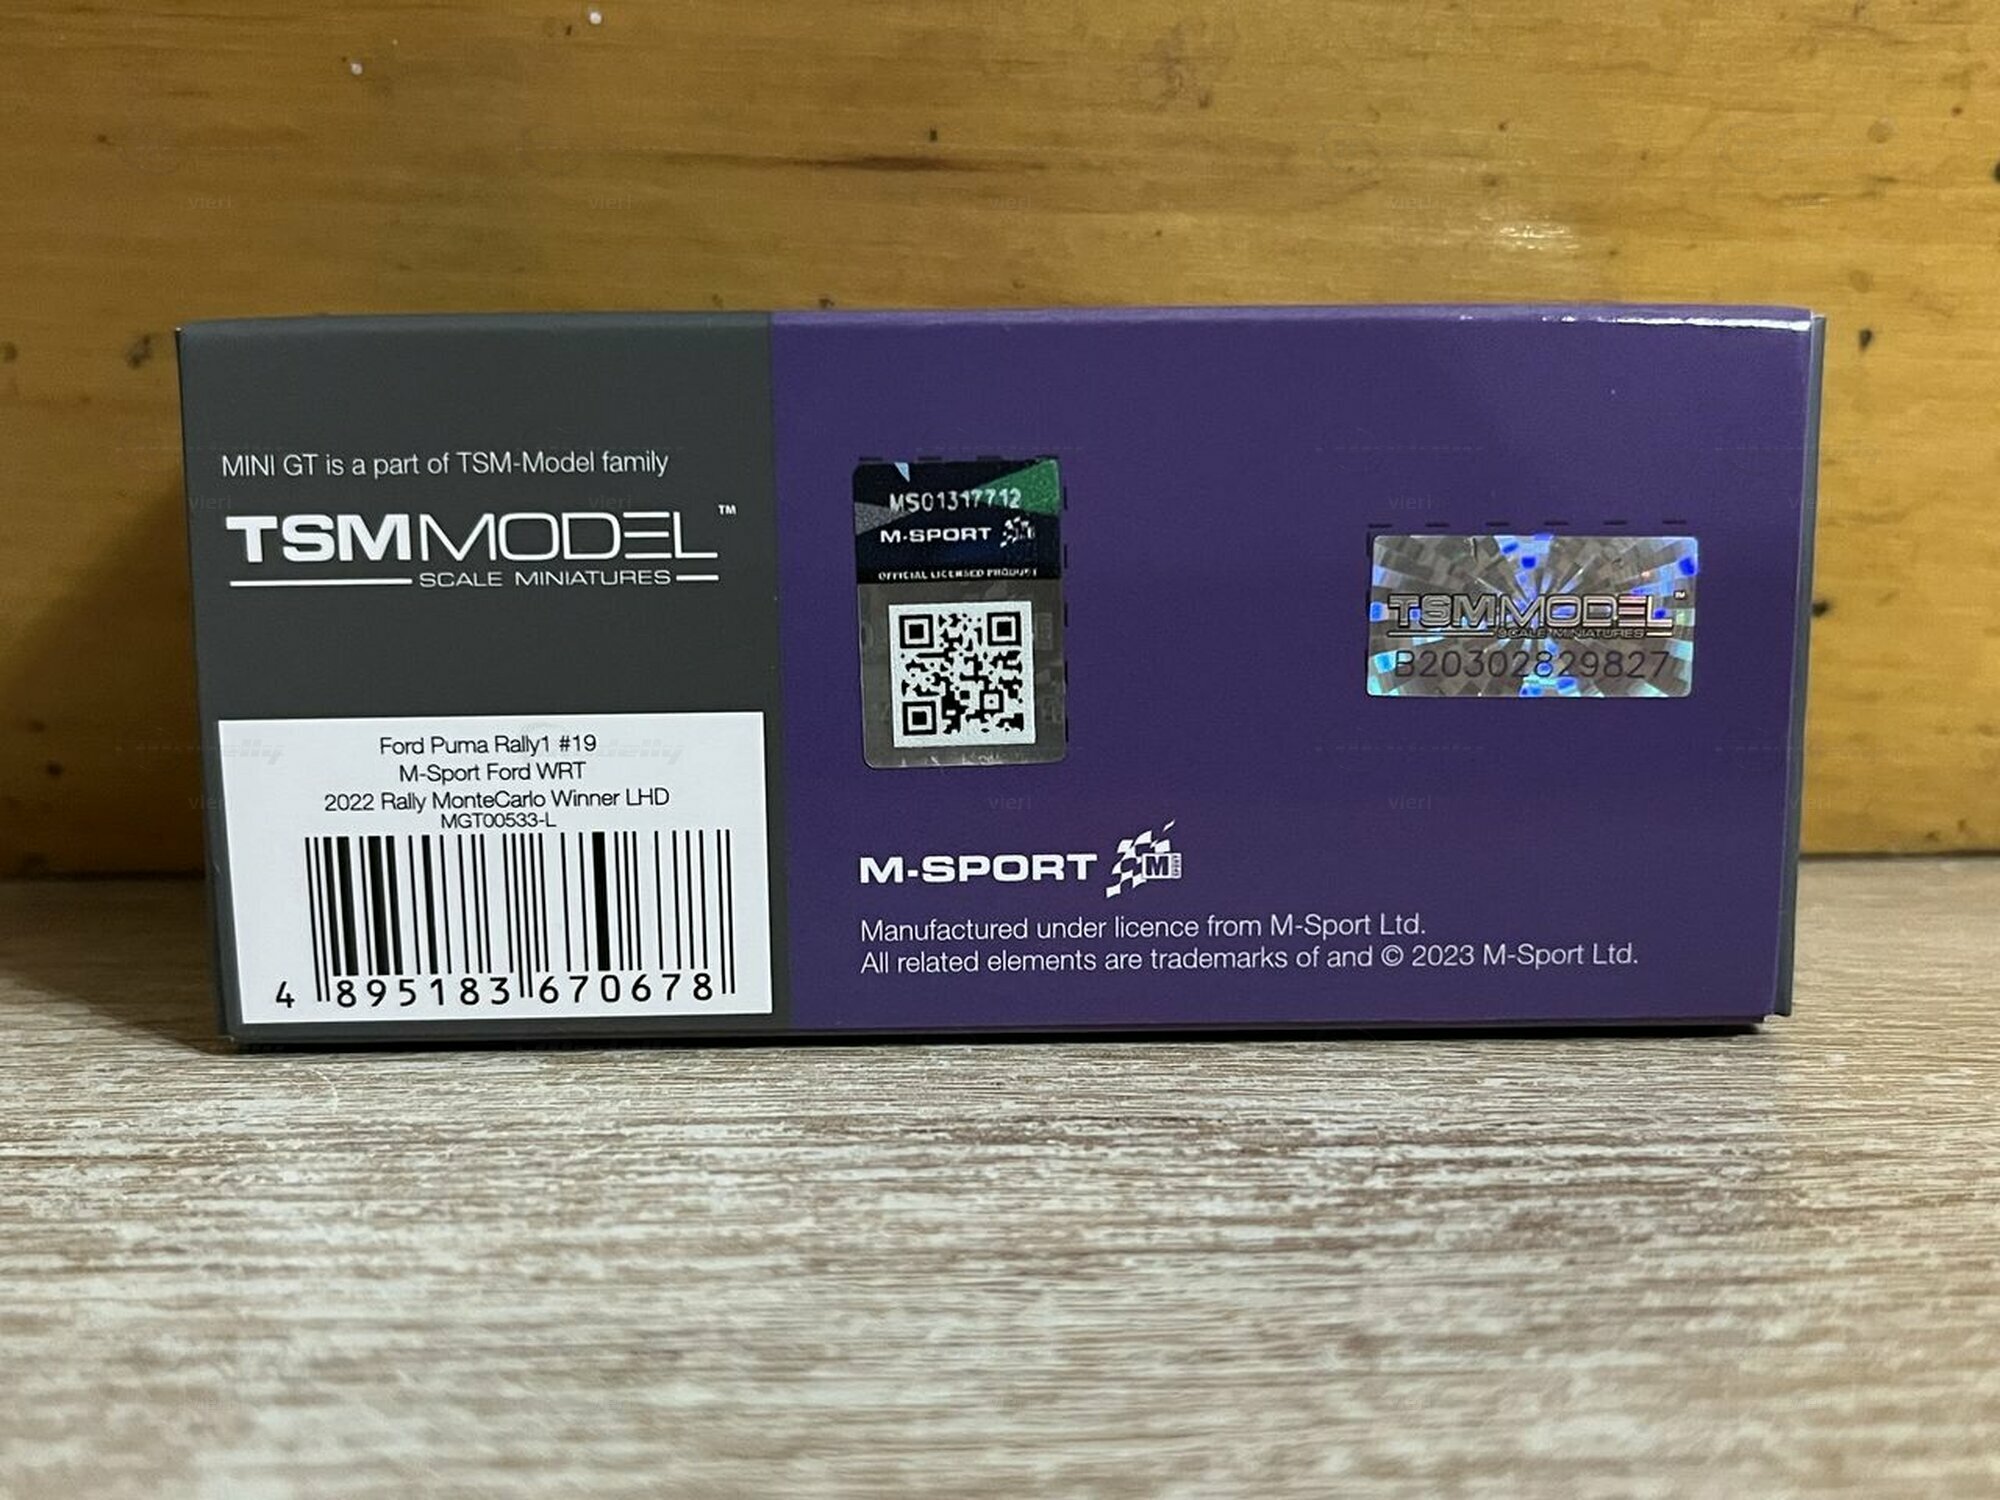 MINI GT is a part of TSM-Model family
TSMMODEL™
SCALE MINIATURES
Ford Puma Rally1 #19
M-Sport Ford WRT
2022 Rally MonteCarlo Winner LHD
MGT00533-L
4 895183 670678
MS01317712
M-SPORT
OFFICIAL LICENSED PRODUCT
TSMMODEL™
SCALE MINIATURES
B20302829827
M-SPORT M
Manufactured under licence from M-Sport Ltd.
All related elements are trademarks of and © 2023 M-Sport Ltd.
vieri